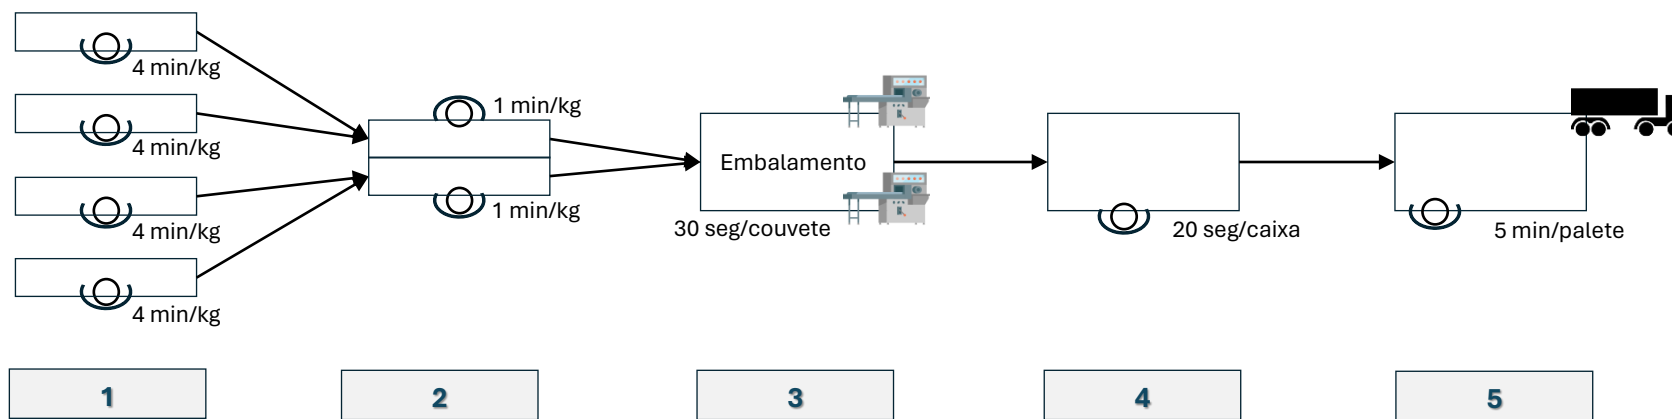 4 min/kg
4 min/kg
4 min/kg
4 min/kg
1 min/kg
1 min/kg
Embalamento
30 seg/couvete
20 seg/caixa
5 min/palete
1
2
3
4
5